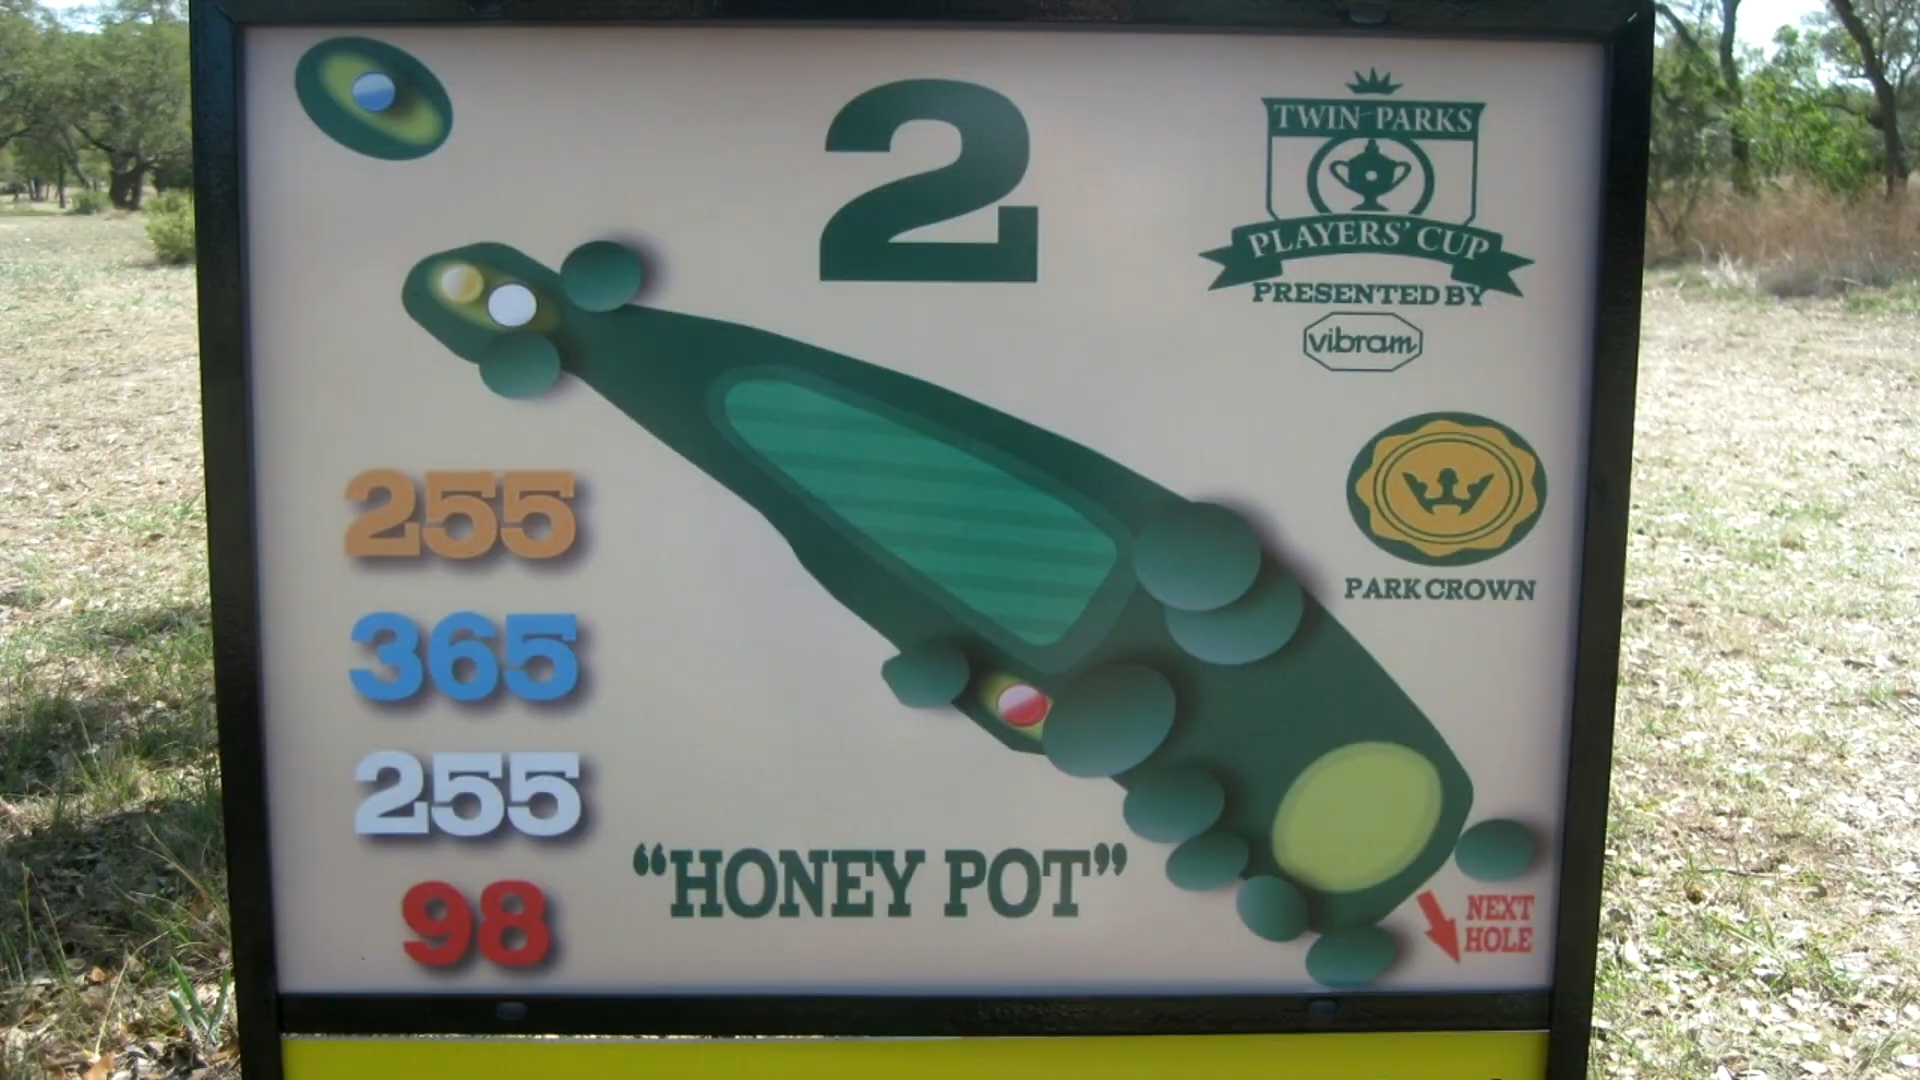 2
TWIN PARKS
PLAYERS' CUP
PRESENTED BY
vibram
PARK CROWN
255
365
255
98
“HONEY POT”
NEXT
HOLE